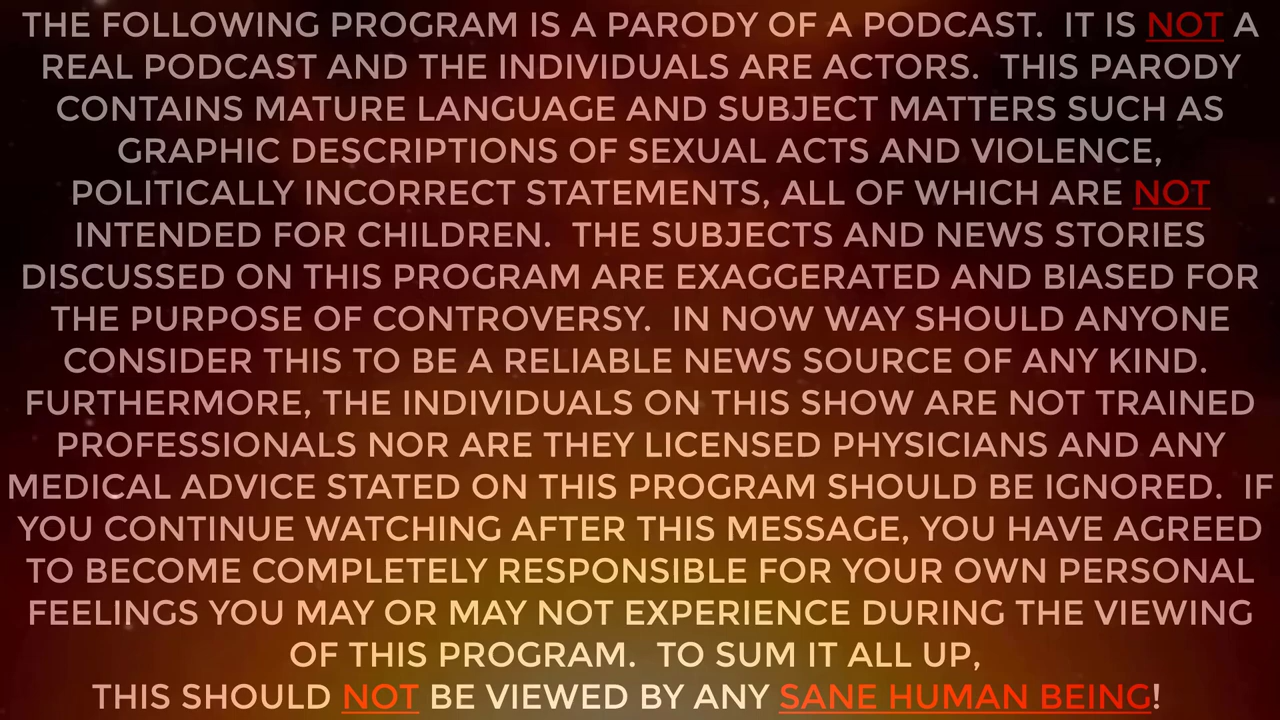 THE FOLLOWING PROGRAM IS A PARODY OF A PODCAST. IT IS NOT A
REAL PODCAST AND THE INDIVIDUALS ARE ACTORS. THIS PARODY
CONTAINS MATURE LANGUAGE AND SUBJECT MATTERS SUCH AS
GRAPHIC DESCRIPTIONS OF SEXUAL ACTS AND VIOLENCE,
POLITICALLY INCORRECT STATEMENTS, ALL OF WHICH ARE NOT
INTENDED FOR CHILDREN. THE SUBJECTS AND NEWS STORIES
DISCUSSED ON THIS PROGRAM ARE EXAGGERATED AND BIASED FOR
THE PURPOSE OF CONTROVERSY. IN NOW WAY SHOULD ANYONE
CONSIDER THIS TO BE A RELIABLE NEWS SOURCE OF ANY KIND.
FURTHERMORE, THE INDIVIDUALS ON THIS SHOW ARE NOT TRAINED
PROFESSIONALS NOR ARE THEY LICENSED PHYSICIANS AND ANY
MEDICAL ADVICE STATED ON THIS PROGRAM SHOULD BE IGNORED. IF
YOU CONTINUE WATCHING AFTER THIS MESSAGE, YOU HAVE AGREED
TO BECOME COMPLETELY RESPONSIBLE FOR YOUR OWN PERSONAL
FEELINGS YOU MAY OR MAY NOT EXPERIENCE DURING THE VIEWING
OF THIS PROGRAM. TO SUM IT ALL UP,
THIS SHOULD NOT BE VIEWED BY ANY SANE HUMAN BEING!